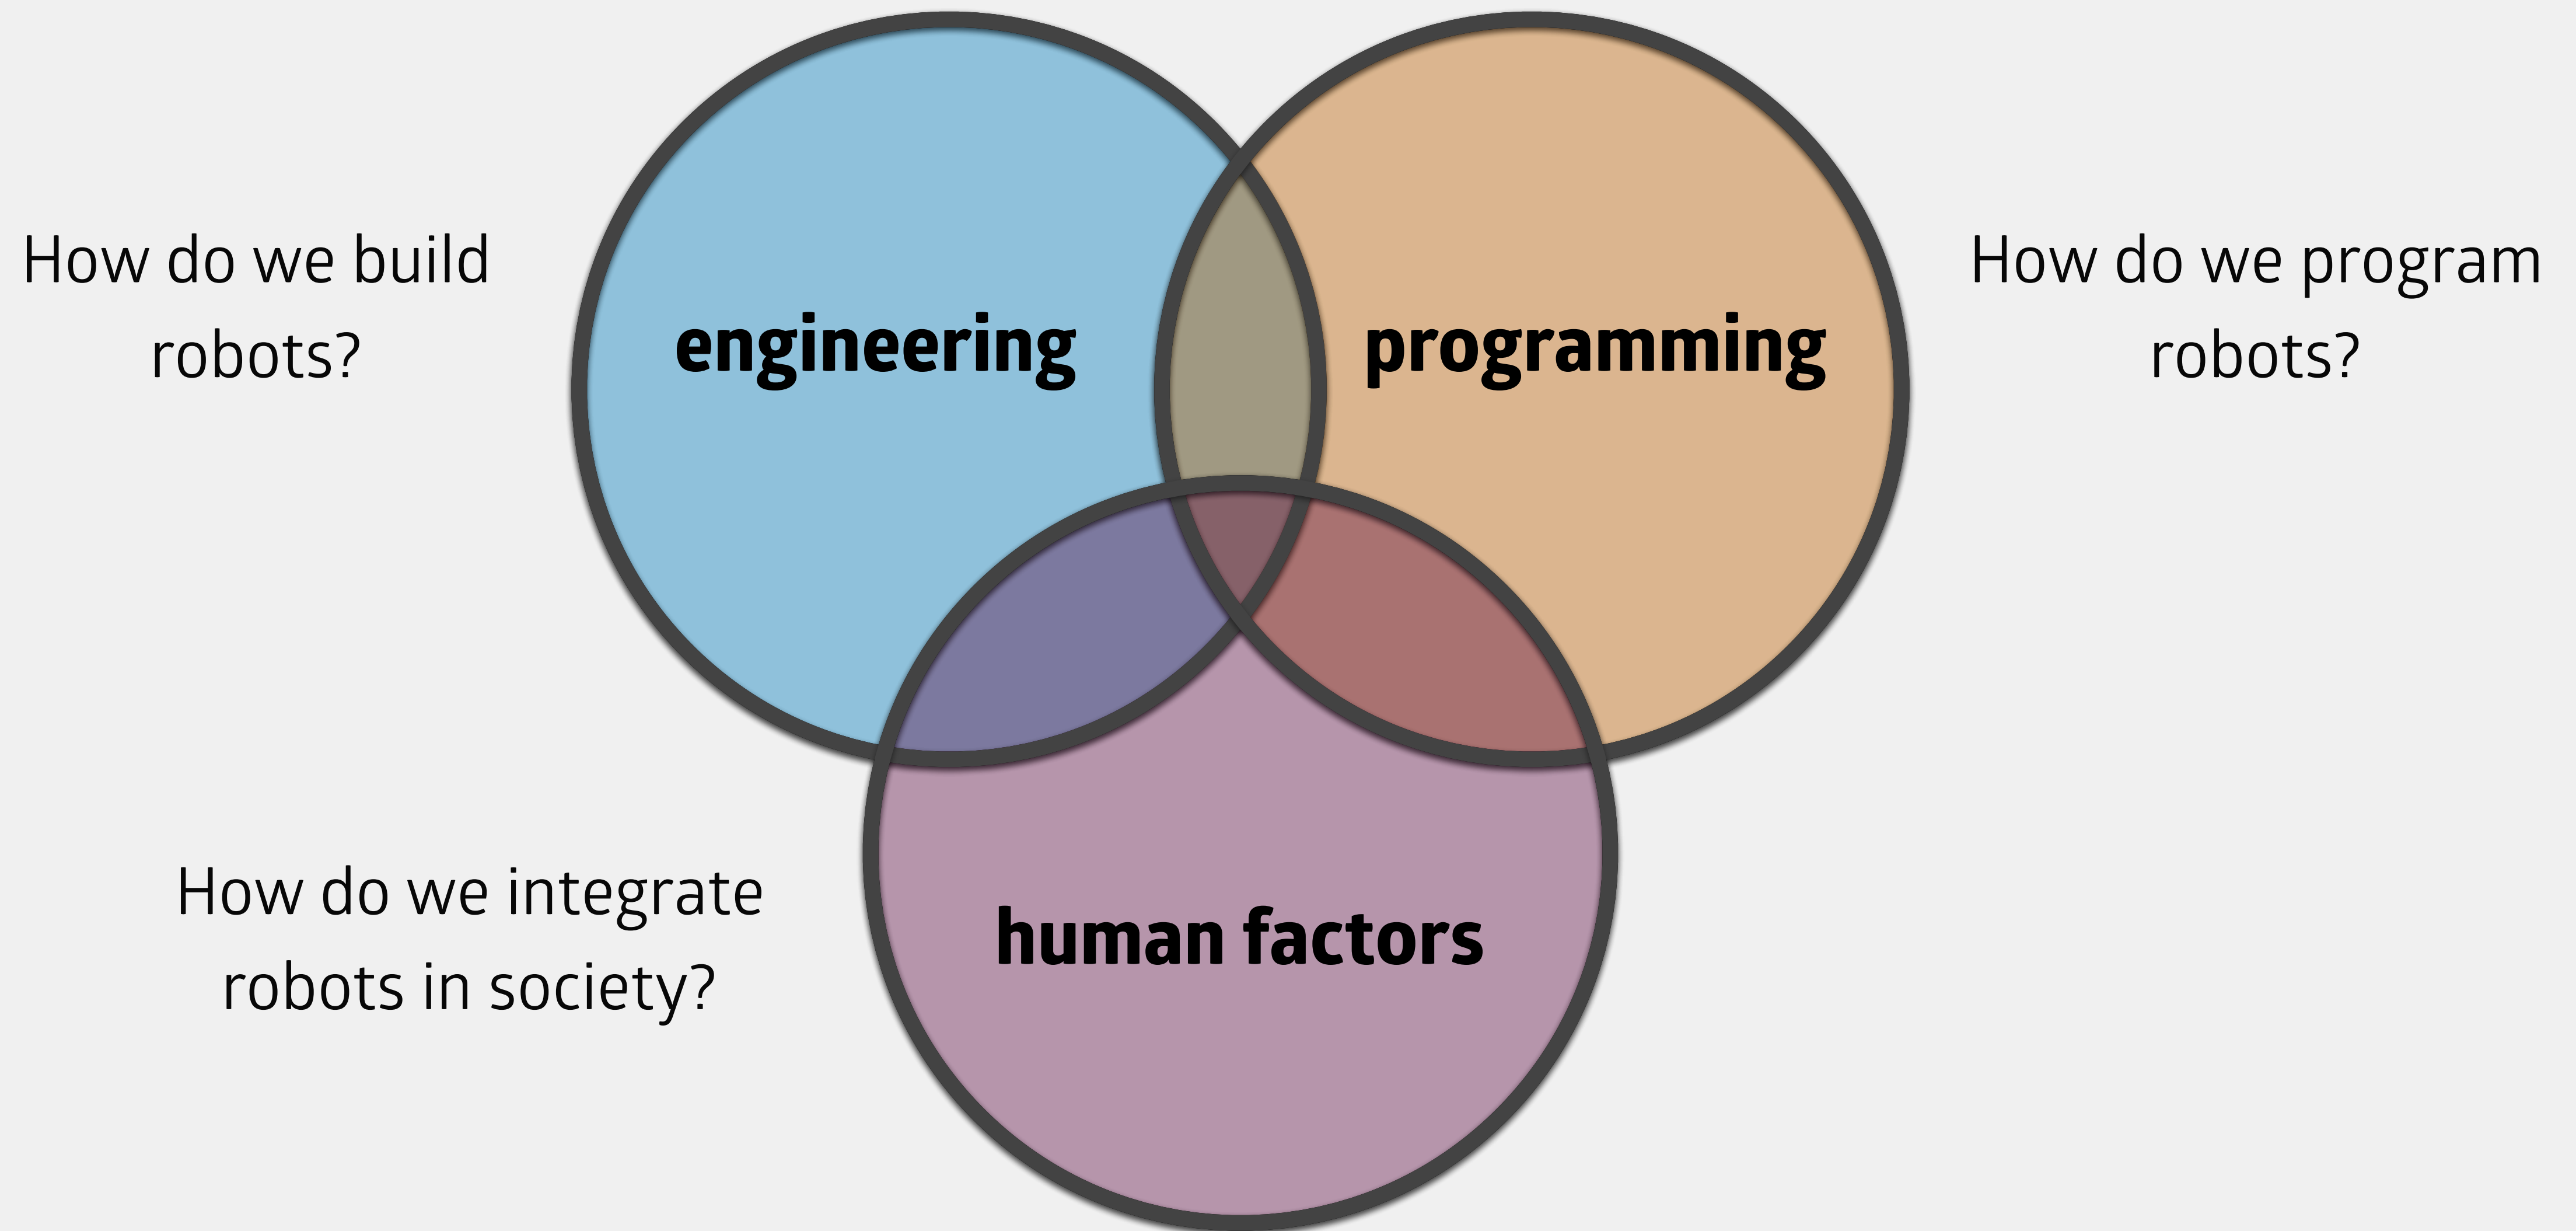 How do we build
robots?
engineering
programming
How do we program
robots?
How do we integrate
robots in society?
human factors